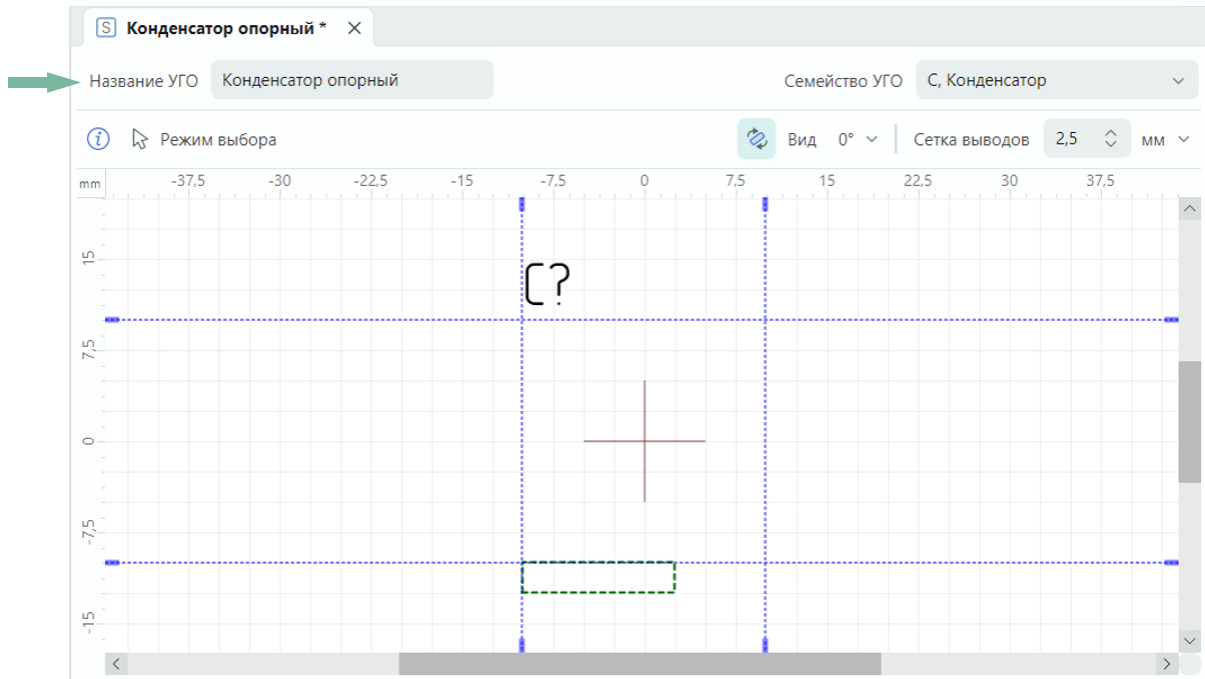 S Конденсатор опорный *
Название УГО Конденсатор опорный Семейство УГО C, Конденсатор
i Режим выбора Вид 0° Сетка выводов 2,5 мм
mm -37,5 -30 -22,5 -15 -7,5 0 7,5 15 22,5 30 37,5
15
C?
7,5
0
-7,5
-15